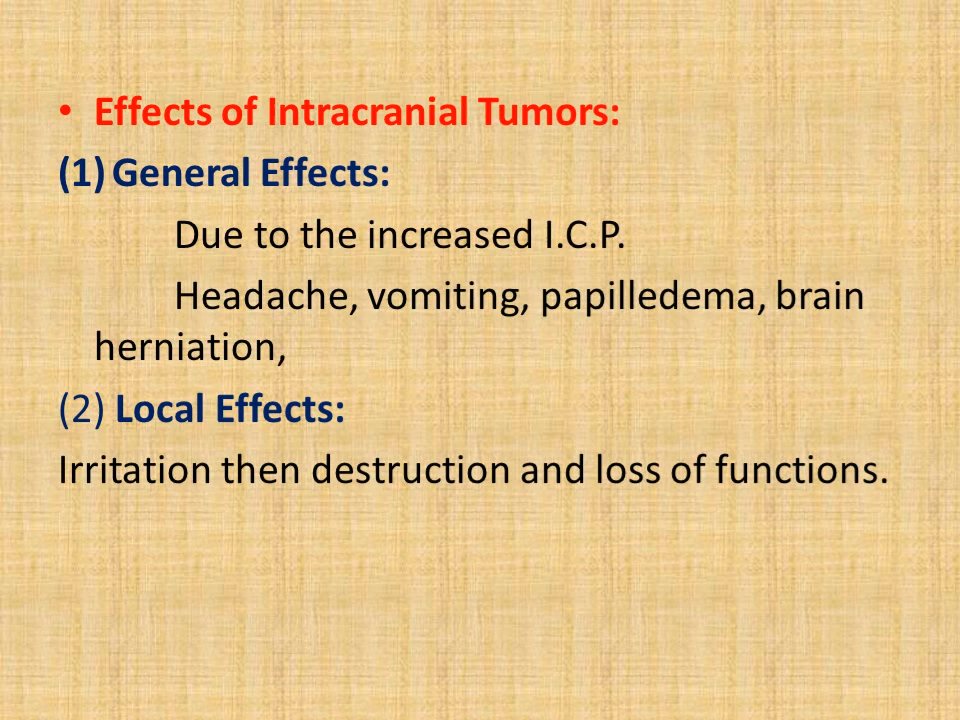 • Effects of Intracranial Tumors:
(1) General Effects:
Due to the increased I.C.P.
Headache, vomiting, papilledema, brain
herniation,
(2) Local Effects:
Irritation then destruction and loss of functions.